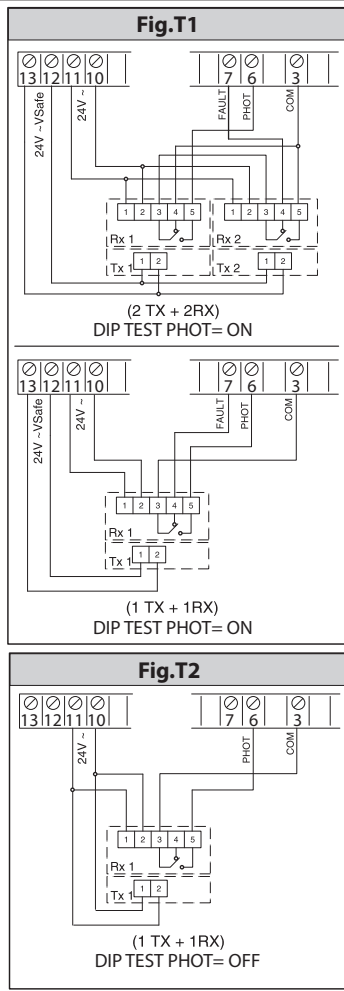 Fig.T1
13 12 11 10 7 6 3
24V ~VSafe
24V ~
FAULT
PHOT
COM
1 2 3 4 5 1 2 3 4 5
Rx 1 Rx 2
Tx 1 1 2 Tx 2 1 2
(2 TX + 2RX)
DIP TEST PHOT= ON
13 12 11 10 7 6 3
24V ~VSafe
24V ~
FAULT
PHOT
COM
1 2 3 4 5
Rx 1
Tx 1 1 2
(1 TX + 1RX)
DIP TEST PHOT= ON
Fig.T2
13 12 11 10 7 6 3
24V ~
PHOT
COM
1 2 3 4 5
Rx 1
Tx 1 1 2
(1 TX + 1RX)
DIP TEST PHOT= OFF